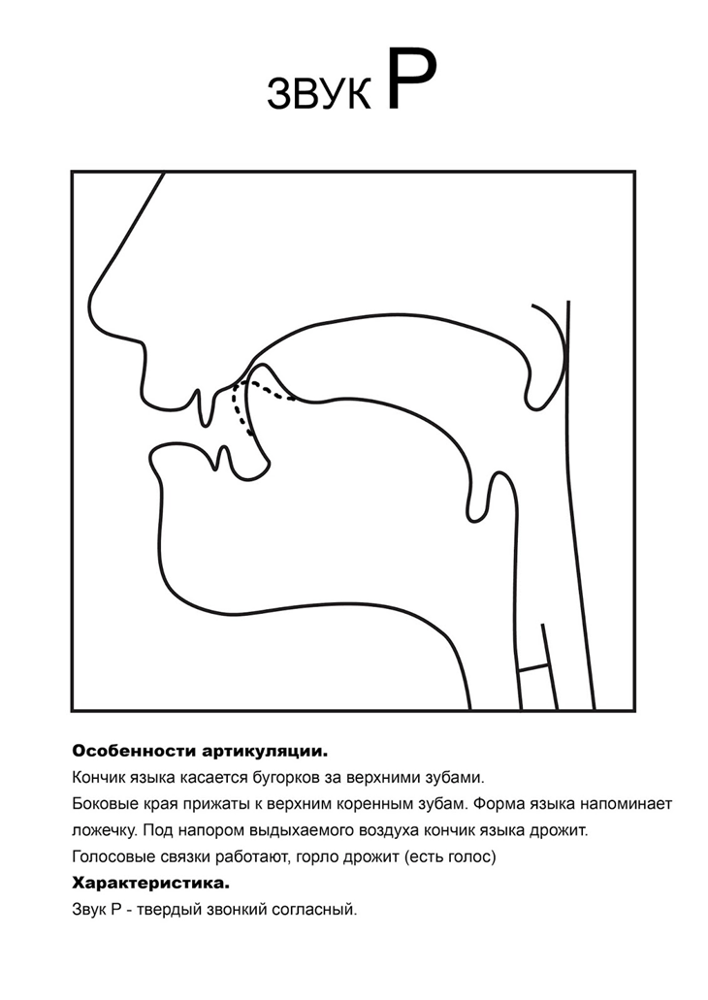 ЗВУК Р
Особенности артикуляции.
Кончик языка касается бугорков за верхними зубами.
Боковые края прижаты к верхним коренным зубам. Форма языка напоминает
ложечку. Под напором выдыхаемого воздуха кончик языка дрожит.
Голосовые связки работают, горло дрожит (есть голос)
Характеристика.
Звук Р - твердый звонкий согласный.